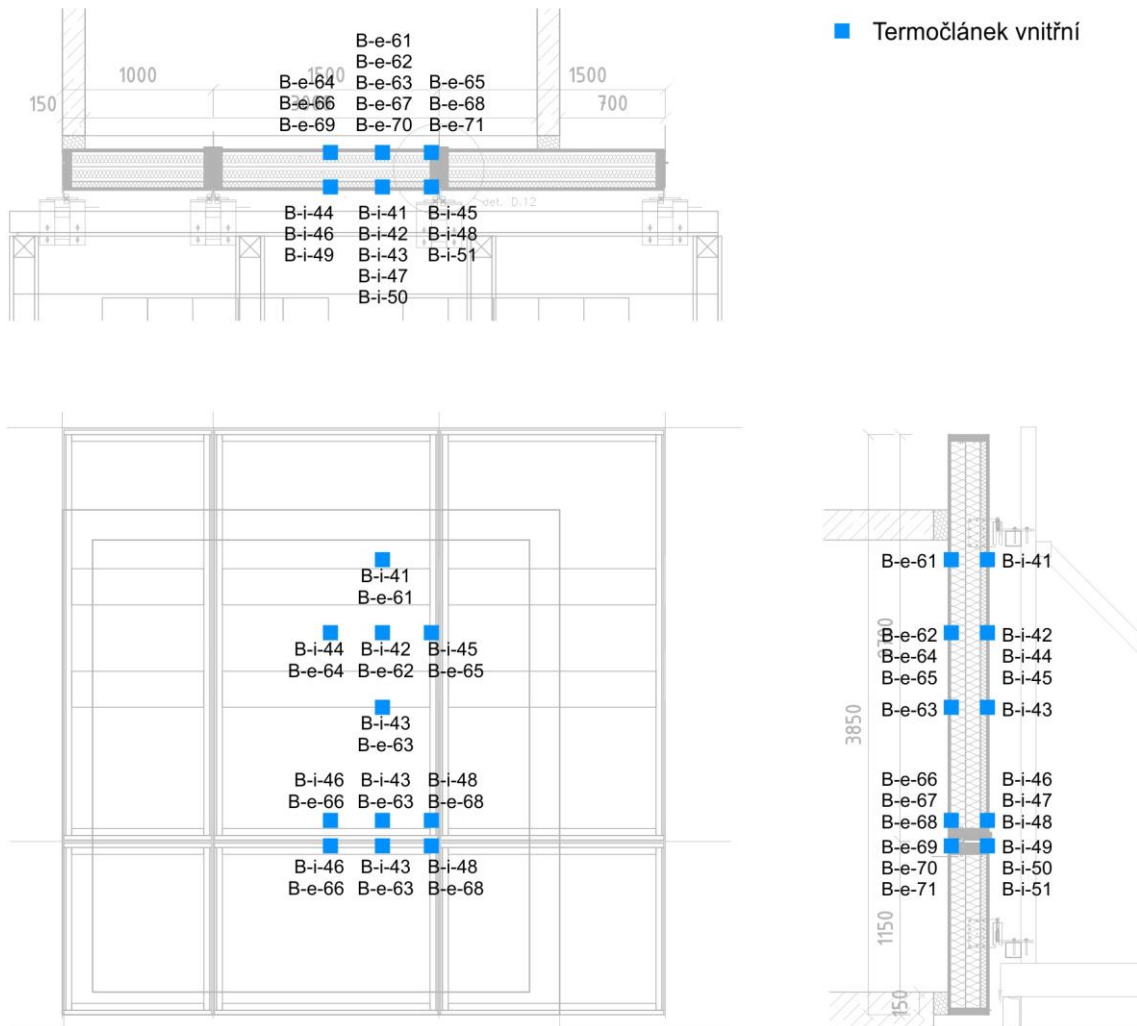 Termočlánek vnitřní
B-e-61
B-e-62
1000 1500 1500
B-e-64 B-e-63 B-e-65
150 B-e-66 B-e-67 B-e-68 700
B-e-69 B-e-70 B-e-71
det. D.12
B-i-44 B-i-41 B-i-45
B-i-46 B-i-42 B-i-48
B-i-49 B-i-43 B-i-51
B-i-47
B-i-50
B-i-41
B-e-61
B-i-44 B-i-42 B-i-45
B-e-64 B-e-62 B-e-65
B-i-43
B-e-63
B-i-46 B-i-43 B-i-48
B-e-66 B-e-63 B-e-68
B-i-46 B-i-43 B-i-48
B-e-66 B-e-63 B-e-68
B-e-61 B-i-41
B-e-62 B-i-42
B-e-64 B-i-44
B-e-65 B-i-45
B-e-63 B-i-43
3850
B-e-66 B-i-46
B-e-67 B-i-47
B-e-68 B-i-48
B-e-69 B-i-49
B-e-70 B-i-50
B-e-71 B-i-51
1150
150